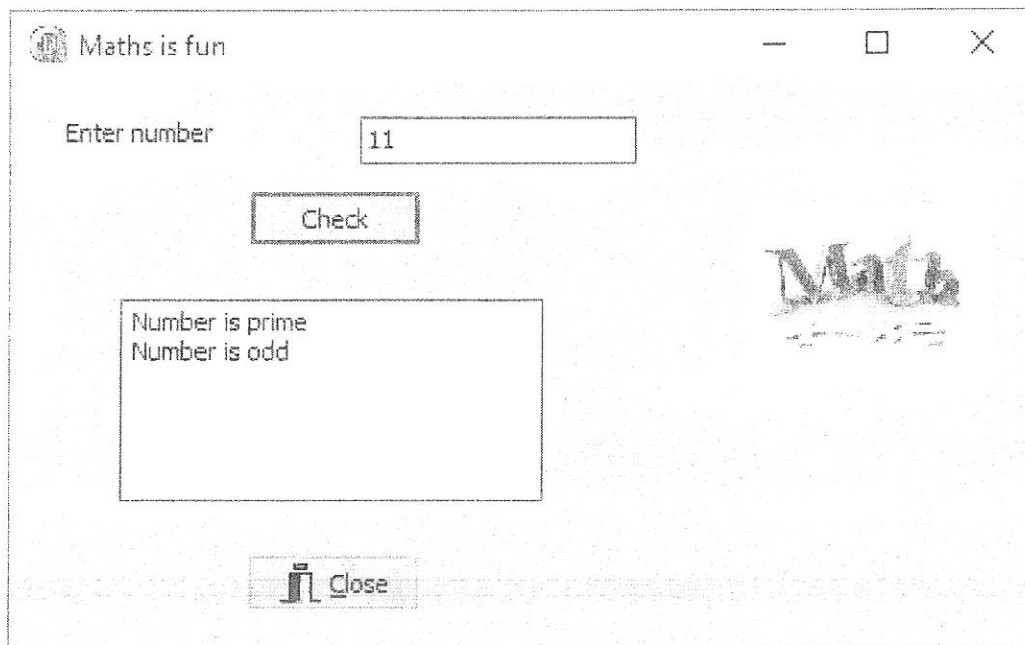 Maths is fun
Enter number
11
Check
Number is prime
Number is odd
Math
Close